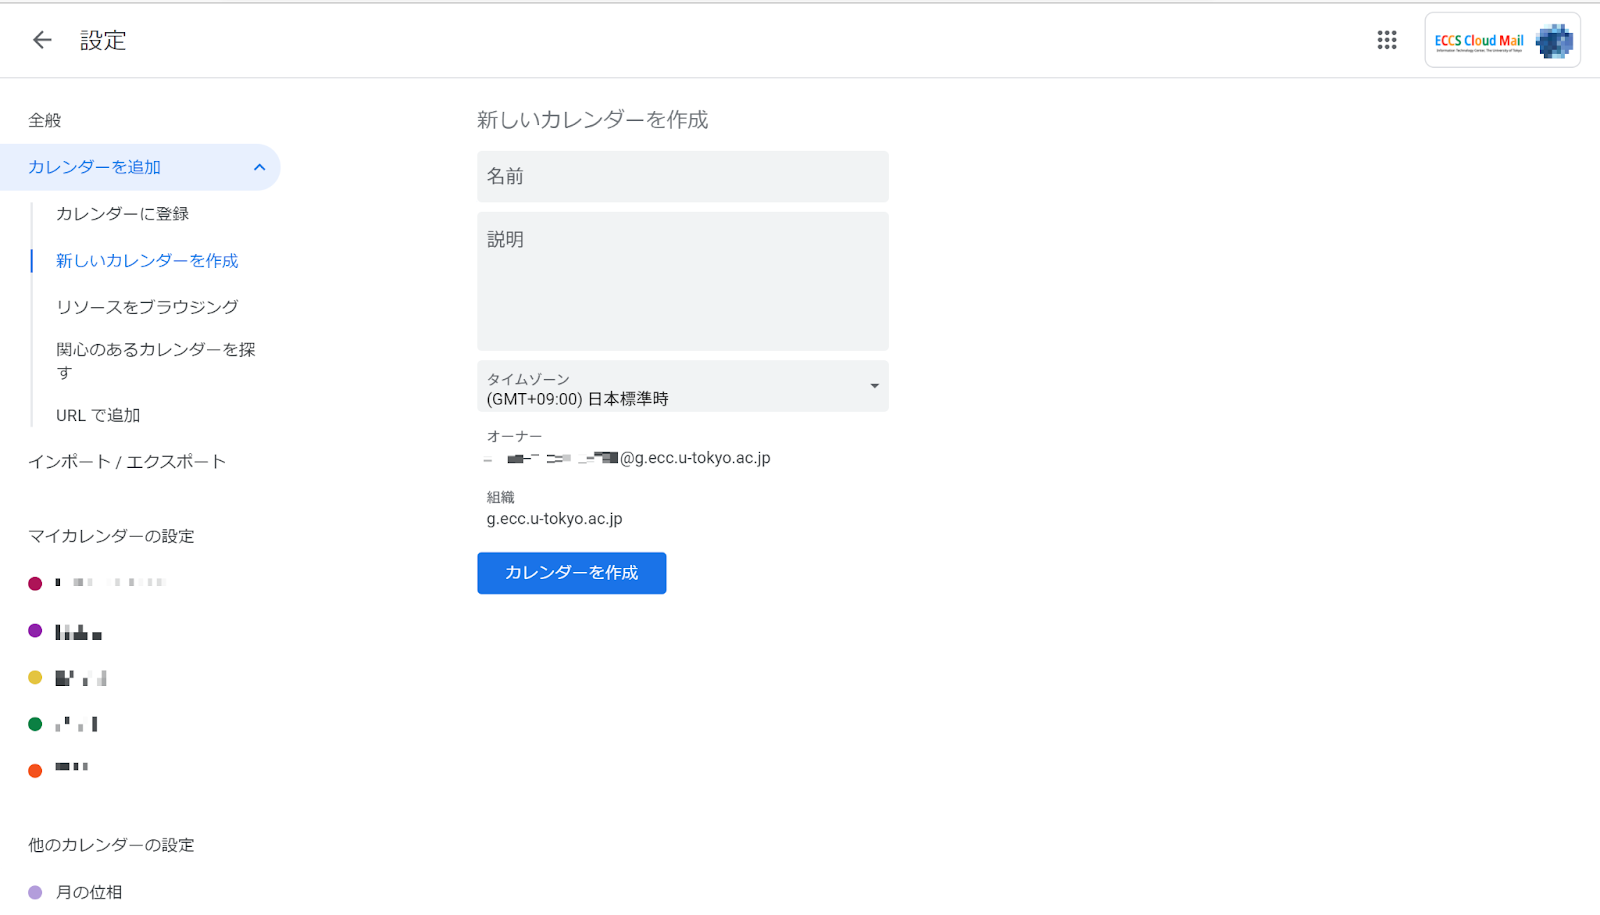 設定
ECCS Cloud Mail
Information Technology Center, The University of Tokyo
全般
カレンダーを追加
カレンダーに登録
新しいカレンダーを作成
リソースをブラウジング
関心のあるカレンダーを探
す
URL で追加
インポート / エクスポート
マイカレンダーの設定
他のカレンダーの設定
月の位相
新しいカレンダーを作成
名前
説明
タイムゾーン
(GMT+09:00) 日本標準時
オーナー
@g.ecc.u-tokyo.ac.jp
組織
g.ecc.u-tokyo.ac.jp
カレンダーを作成